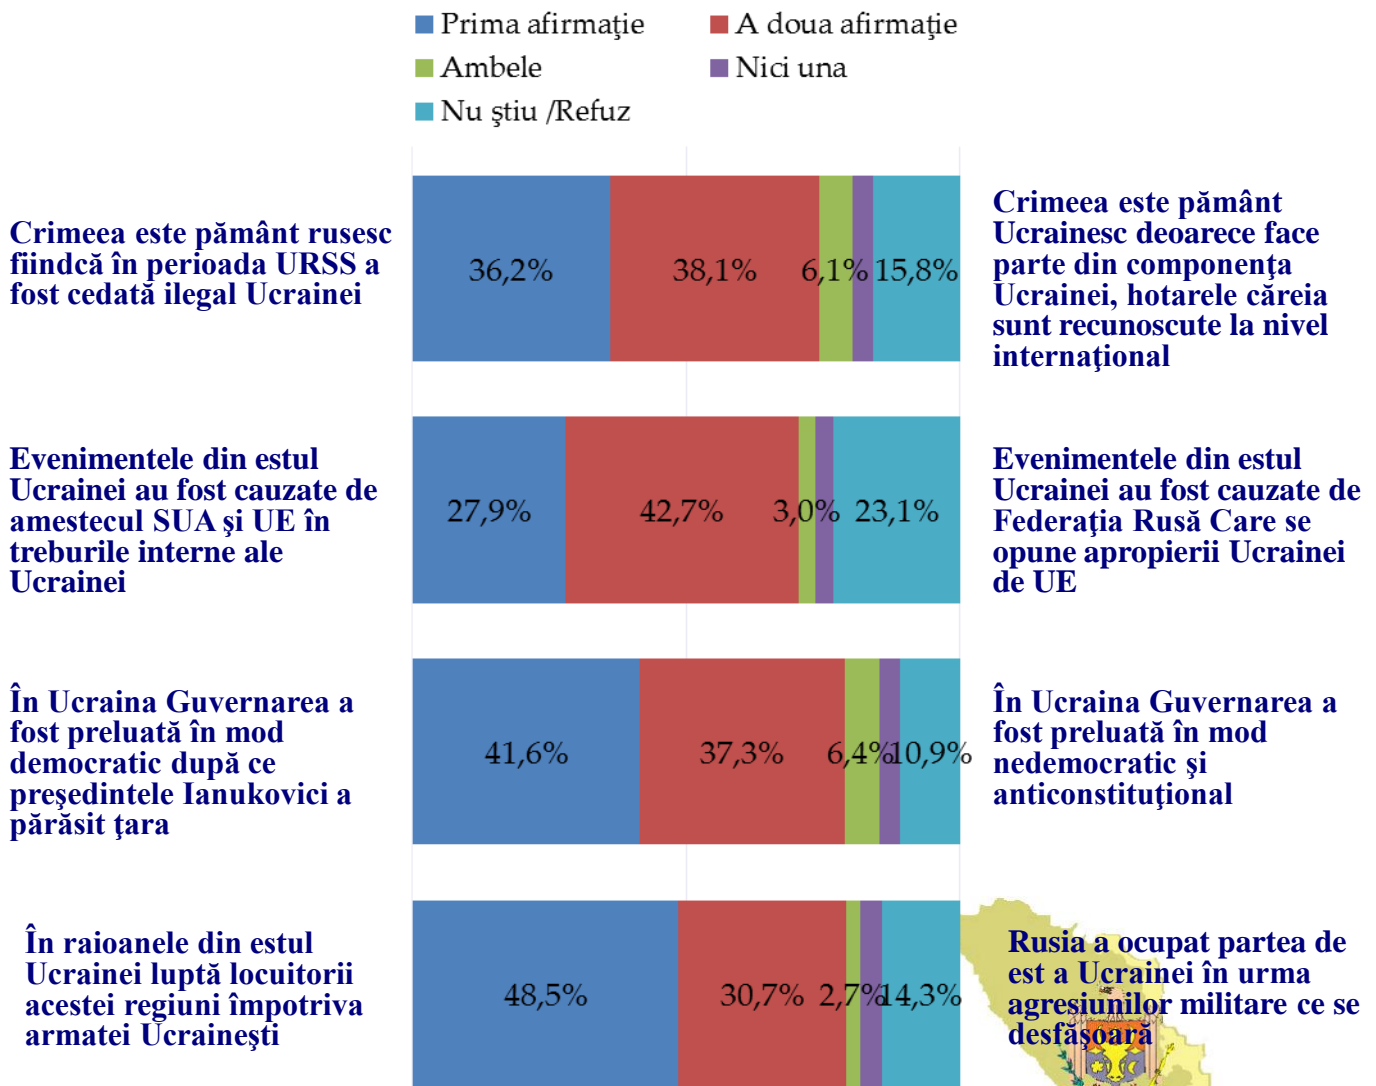 Prima afirmaţie
A doua afirmaţie
Ambele
Nici una
Nu ştiu /Refuz
Crimeea este pământ rusesc
fiindcă în perioada URSS a
fost cedată ilegal Ucrainei
36,2%
38,1%
6,1%
15,8%
Crimeea este pământ
Ucrainesc deoarece face
parte din componenţa
Ucrainei, hotarele căreia
sunt recunoscute la nivel
internaţional
Evenimentele din estul
Ucrainei au fost cauzate de
amestecul SUA şi UE în
treburile interne ale
Ucrainei
27,9%
42,7%
3,0%
23,1%
Evenimentele din estul
Ucrainei au fost cauzate de
Federaţia Rusă Care se
opune apropierii Ucrainei
de UE
În Ucraina Guvernarea a
fost preluată în mod
democratic după ce
preşedintele Ianukovici a
părăsit ţara
41,6%
37,3%
6,4%
10,9%
În Ucraina Guvernarea a
fost preluată în mod
nedemocratic şi
anticonstituţional
În raioanele din estul
Ucrainei luptă locuitorii
acestei regiuni împotriva
armatei Ucraineşti
48,5%
30,7%
2,7%
14,3%
Rusia a ocupat partea de
est a Ucrainei în urma
agresiunilor militare ce se
desfăşoară